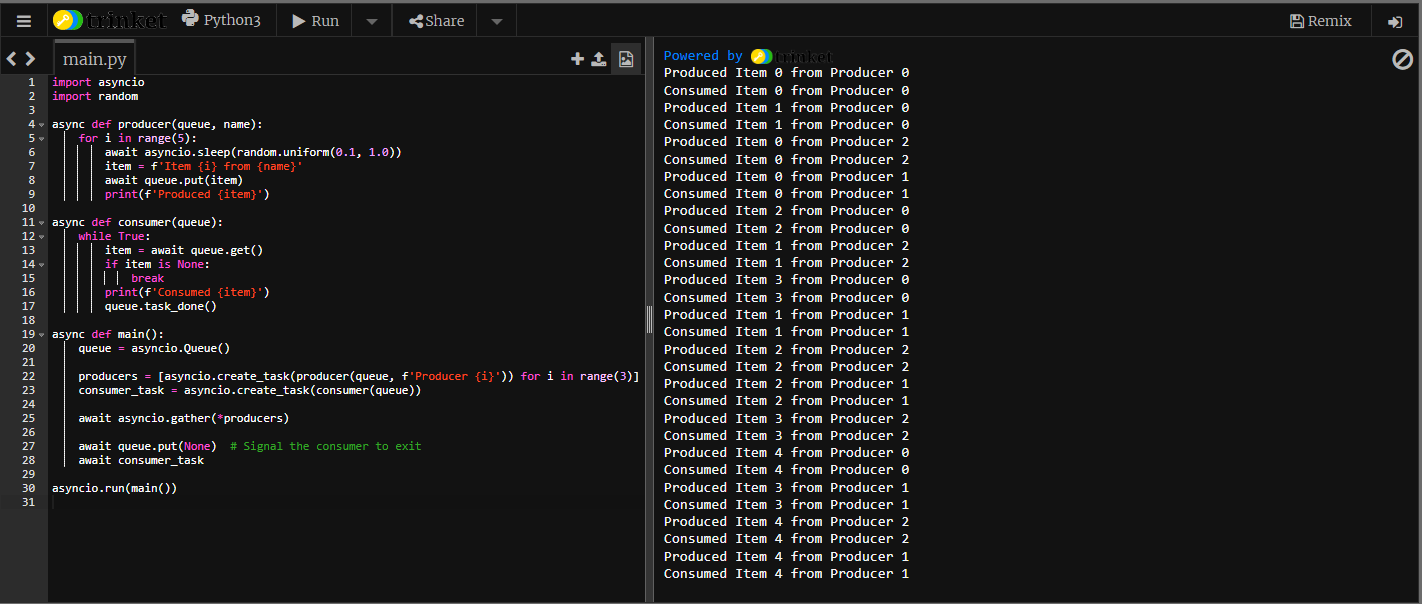 trinket Python3 Run Share Remix
main.py
1 import asyncio
2 import random
3
4 async def producer(queue, name):
5     for i in range(5):
6         await asyncio.sleep(random.uniform(0.1, 1.0))
7         item = f'Item {i} from {name}'
8         await queue.put(item)
9         print(f'Produced {item}')
10
11 async def consumer(queue):
12     while True:
13         item = await queue.get()
14         if item is None:
15             break
16         print(f'Consumed {item}')
17         queue.task_done()
18
19 async def main():
20     queue = asyncio.Queue()
21
22     producers = [asyncio.create_task(producer(queue, f'Producer {i}')) for i in range(3)]
23     consumer_task = asyncio.create_task(consumer(queue))
24
25     await asyncio.gather(*producers)
26
27     await queue.put(None)  # Signal the consumer to exit
28     await consumer_task
29
30 asyncio.run(main())
31
Powered by trinket
Produced Item 0 from Producer 0
Consumed Item 0 from Producer 0
Produced Item 1 from Producer 0
Consumed Item 1 from Producer 0
Produced Item 0 from Producer 2
Consumed Item 0 from Producer 2
Produced Item 0 from Producer 1
Consumed Item 0 from Producer 1
Produced Item 2 from Producer 0
Consumed Item 2 from Producer 0
Produced Item 1 from Producer 2
Consumed Item 1 from Producer 2
Produced Item 3 from Producer 0
Consumed Item 3 from Producer 0
Produced Item 1 from Producer 1
Consumed Item 1 from Producer 1
Produced Item 2 from Producer 2
Consumed Item 2 from Producer 2
Produced Item 2 from Producer 1
Consumed Item 2 from Producer 1
Produced Item 3 from Producer 2
Consumed Item 3 from Producer 2
Produced Item 4 from Producer 0
Consumed Item 4 from Producer 0
Produced Item 3 from Producer 1
Consumed Item 3 from Producer 1
Produced Item 4 from Producer 2
Consumed Item 4 from Producer 2
Produced Item 4 from Producer 1
Consumed Item 4 from Producer 1